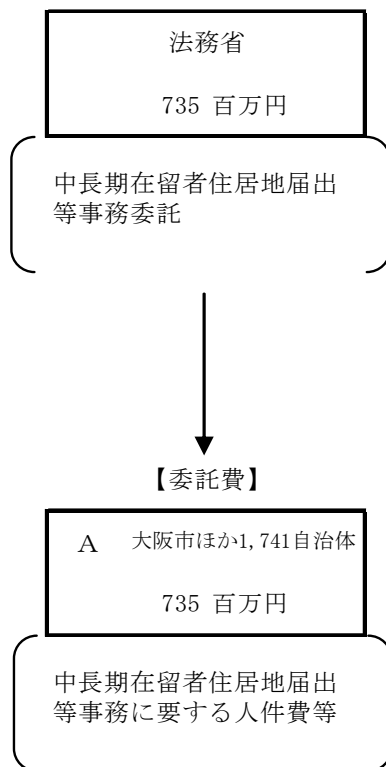 法務省
735 百万円
中長期在留者住居地届出
等事務委託
【委託費】
A 大阪市ほか1,741自治体
735 百万円
中長期在留者住居地届出
等事務に要する人件費等